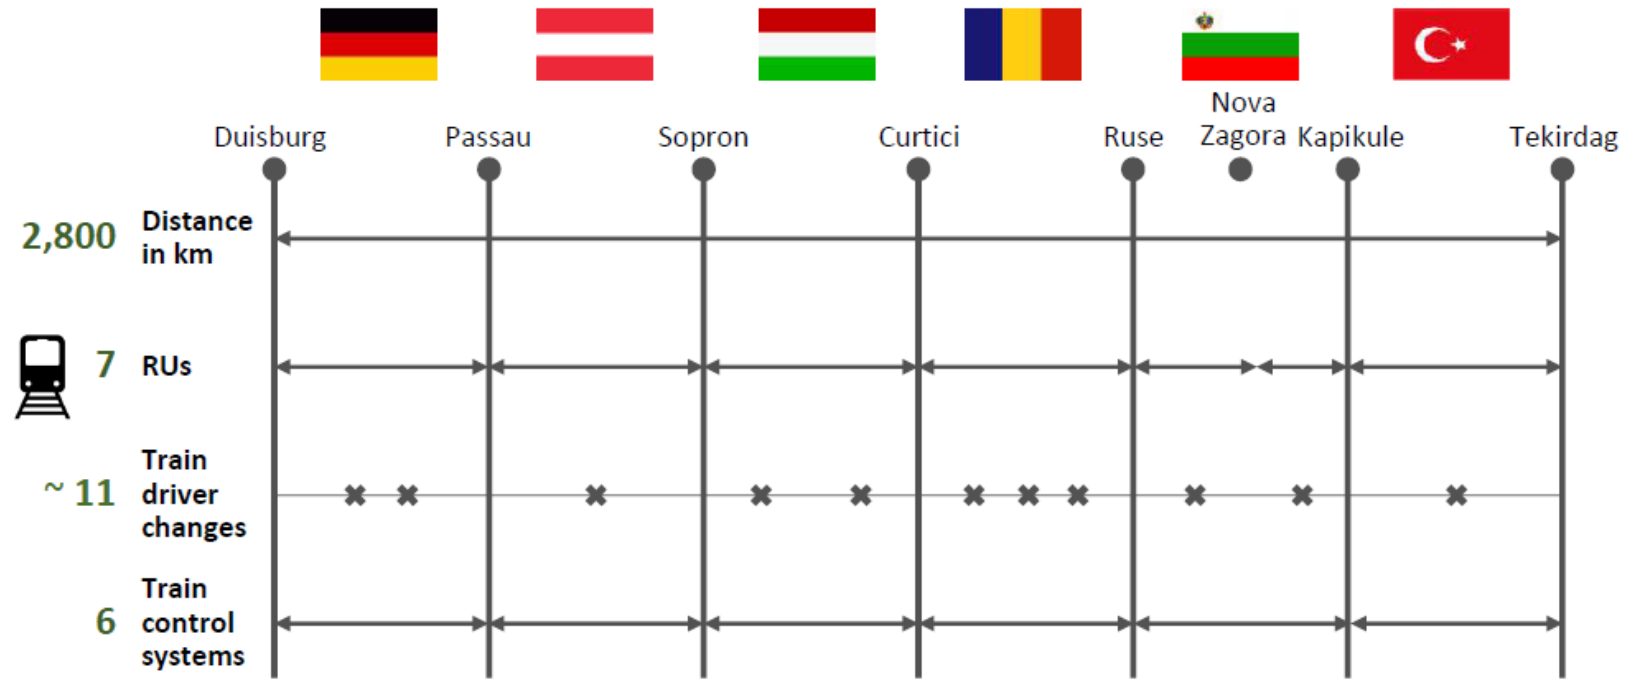 Duisburg
Passau
Sopron
Curtici
Ruse
Nova
Zagora
Kapikule
Tekirdag
2,800
Distance
in km
7
RUs
~ 11
Train
driver
changes
6
Train
control
systems